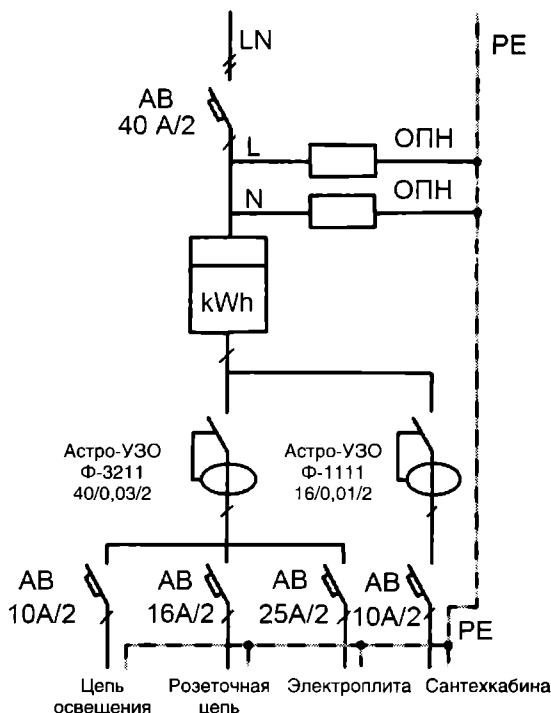 LN
PE
АВ
40 А/2
L
ОПН
N
ОПН
kWh
Астро-УЗО
Ф-3211
40/0,03/2
Астро-УЗО
Ф-1111
16/0,01/2
АВ
10А/2
АВ
16А/2
АВ
25А/2
АВ
10А/2
PE
Цепь
освещения
Розеточная
цепь
Электроплита
Сантехкабина